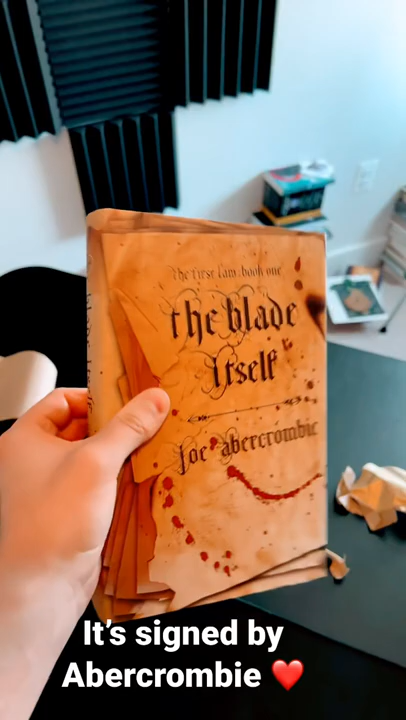 the first law: book one
the blade
itself
joe abercrombie
It's signed by
Abercrombie ❤️